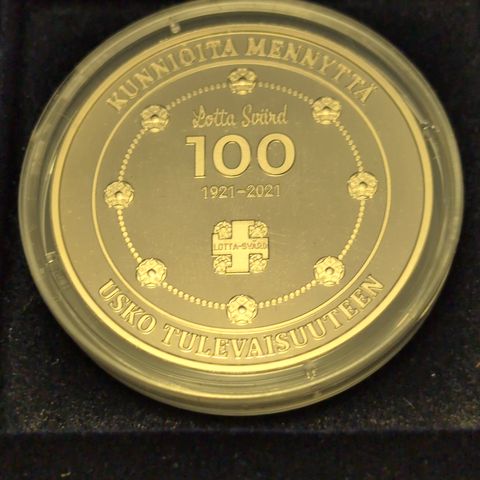 KUNNIOITA MENNYTTÄ
Lotta Svärd
100
1921-2021
LOTTA-SVÄRD
USKO TULEVAISUUTEEN